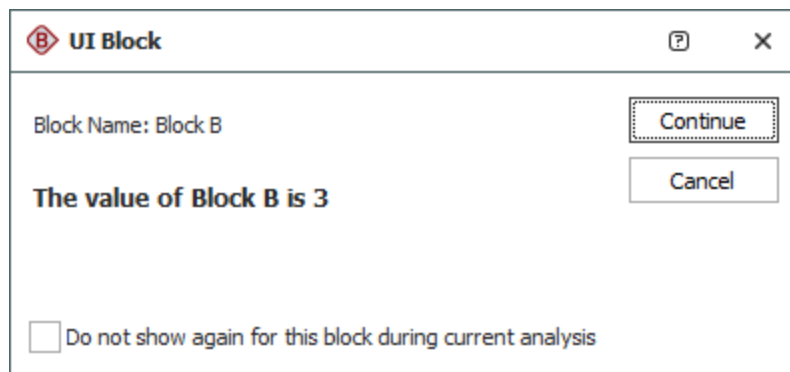 B UI Block
Block Name: Block B
Continue
The value of Block B is 3
Cancel
Do not show again for this block during current analysis